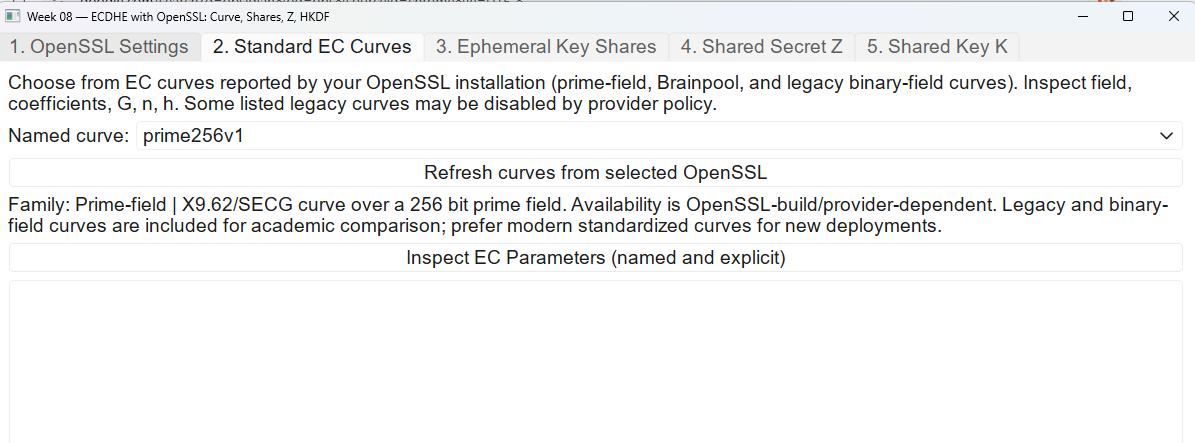 Week 08 — ECDHE with OpenSSL: Curve, Shares, Z, HKDF
1. OpenSSL Settings 2. Standard EC Curves 3. Ephemeral Key Shares 4. Shared Secret Z 5. Shared Key K
Choose from EC curves reported by your OpenSSL installation (prime-field, Brainpool, and legacy binary-field curves). Inspect field,
coefficients, G, n, h. Some listed legacy curves may be disabled by provider policy.
Named curve: prime256v1
Refresh curves from selected OpenSSL
Family: Prime-field | X9.62/SECG curve over a 256 bit prime field. Availability is OpenSSL-build/provider-dependent. Legacy and binary-
field curves are included for academic comparison; prefer modern standardized curves for new deployments.
Inspect EC Parameters (named and explicit)